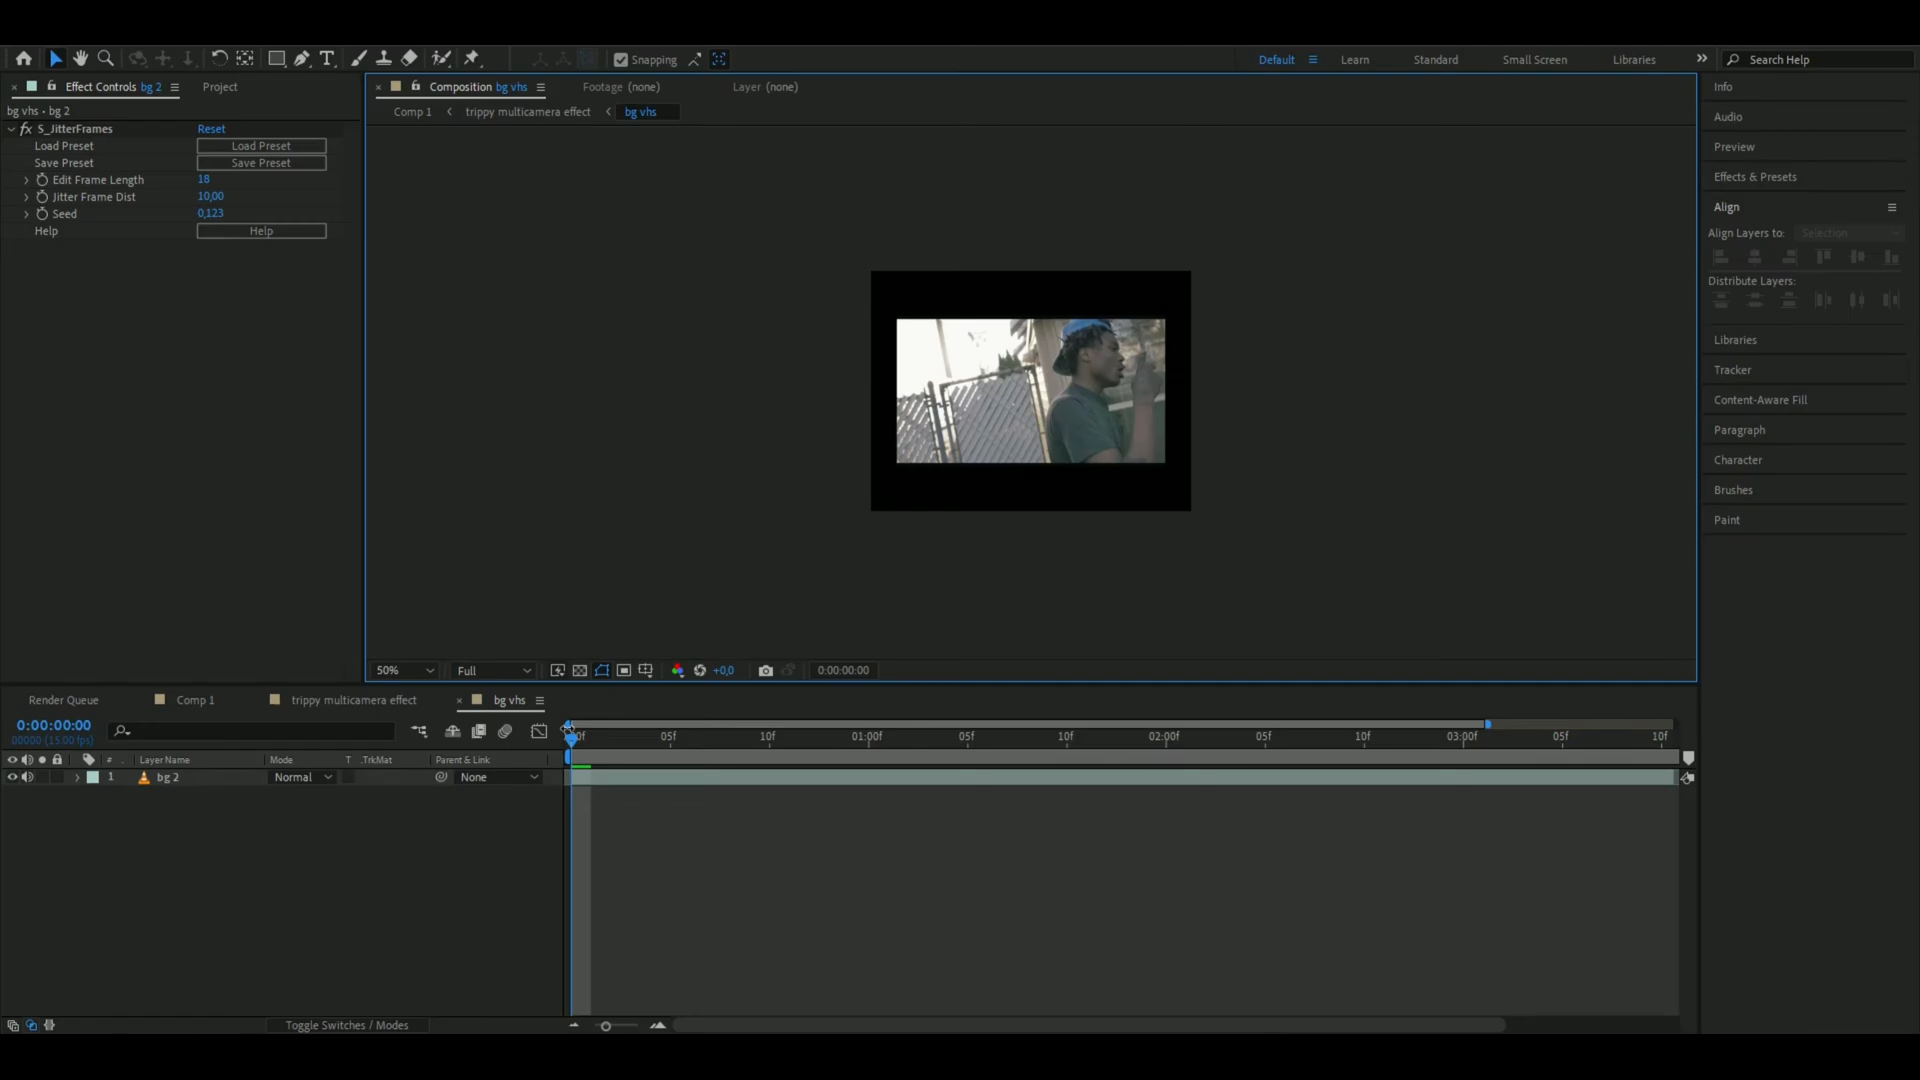 Snapping
Default
Learn
Standard
Small Screen
Libraries
Search Help
Effect Controls bg 2
Project
bg vhs • bg 2
fx S_JitterFrames Reset
Load Preset Load Preset
Save Preset Save Preset
Edit Frame Length 18
Jitter Frame Dist 10,00
Seed 0,123
Help Help
Composition bg vhs
Footage (none)
Layer (none)
Comp 1
trippy multicamera effect
bg vhs
50%
Full
+0,0
0:00:00:00
Info
Audio
Preview
Effects & Presets
Align
Align Layers to: Selection
Distribute Layers:
Libraries
Tracker
Content-Aware Fill
Paragraph
Character
Brushes
Paint
Render Queue
Comp 1
trippy multicamera effect
bg vhs
0:00:00:00
00000 (15.00 fps)
05f 10f 01:00f 05f 10f 02:00f 05f 10f 03:00f 05f 10f
# Layer Name Mode T .TrkMat Parent & Link
1 bg 2 Normal None
Toggle Switches / Modes